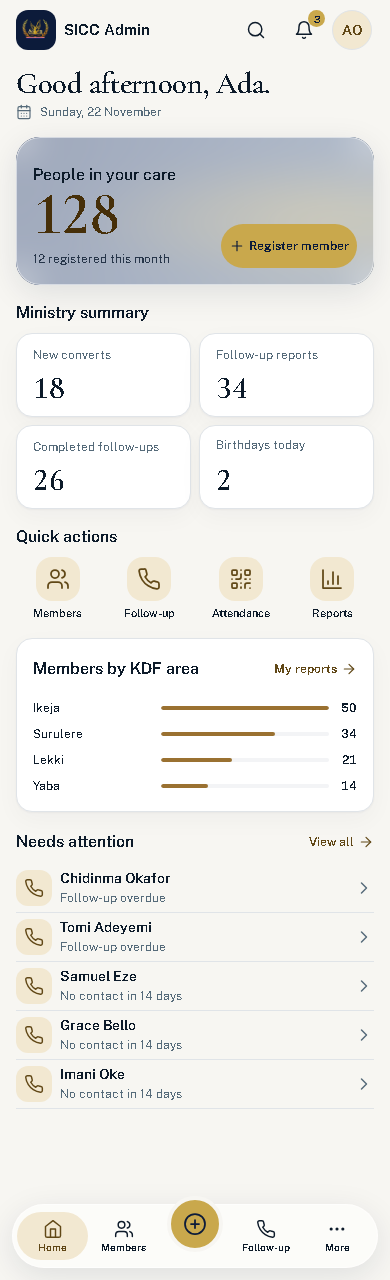 SICC Admin
3
AO
Good afternoon, Ada.
Sunday, 22 November
People in your care
128
12 registered this month
Register member
Ministry summary
New converts
18
Follow-up reports
34
Completed follow-ups
26
Birthdays today
2
Quick actions
Members
Follow-up
Attendance
Reports
Members by KDF area
My reports
Ikeja 50
Surulere 34
Lekki 21
Yaba 14
Needs attention
View all
Chidinma Okafor
Follow-up overdue
Tomi Adeyemi
Follow-up overdue
Samuel Eze
No contact in 14 days
Grace Bello
No contact in 14 days
Imani Oke
No contact in 14 days
Home
Members
Follow-up
More